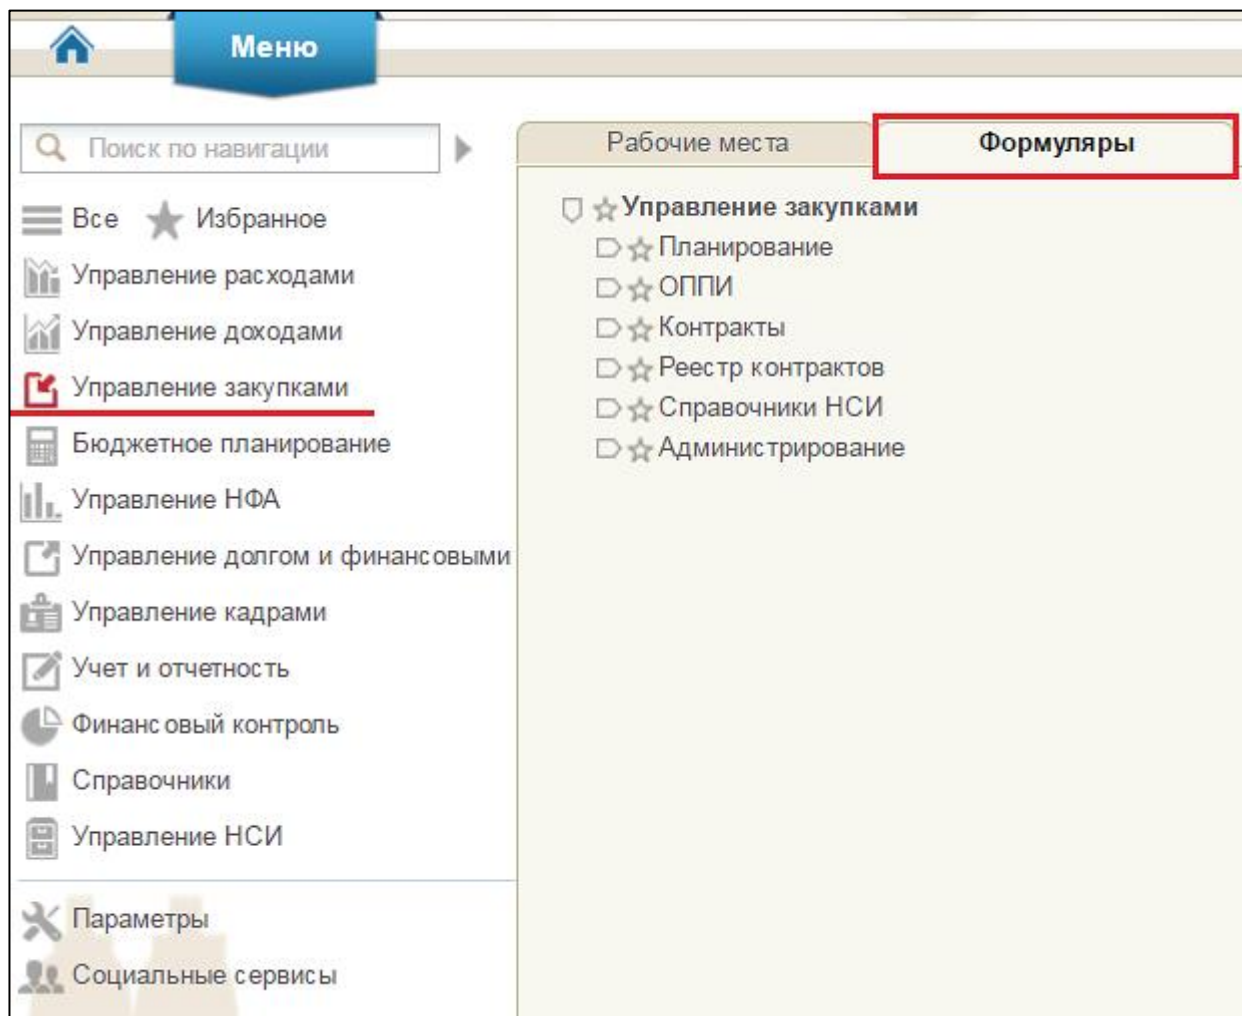 Меню
Поиск по навигации
Все Избранное
Управление расходами
Управление доходами
Управление закупками
Бюджетное планирование
Управление НФА
Управление долгом и финансовыми
Управление кадрами
Учет и отчетность
Финансовый контроль
Справочники
Управление НСИ
Параметры
Социальные сервисы
Рабочие места Формуляры
Управление закупками
Планирование
ОППИ
Контракты
Реестр контрактов
Справочники НСИ
Администрирование